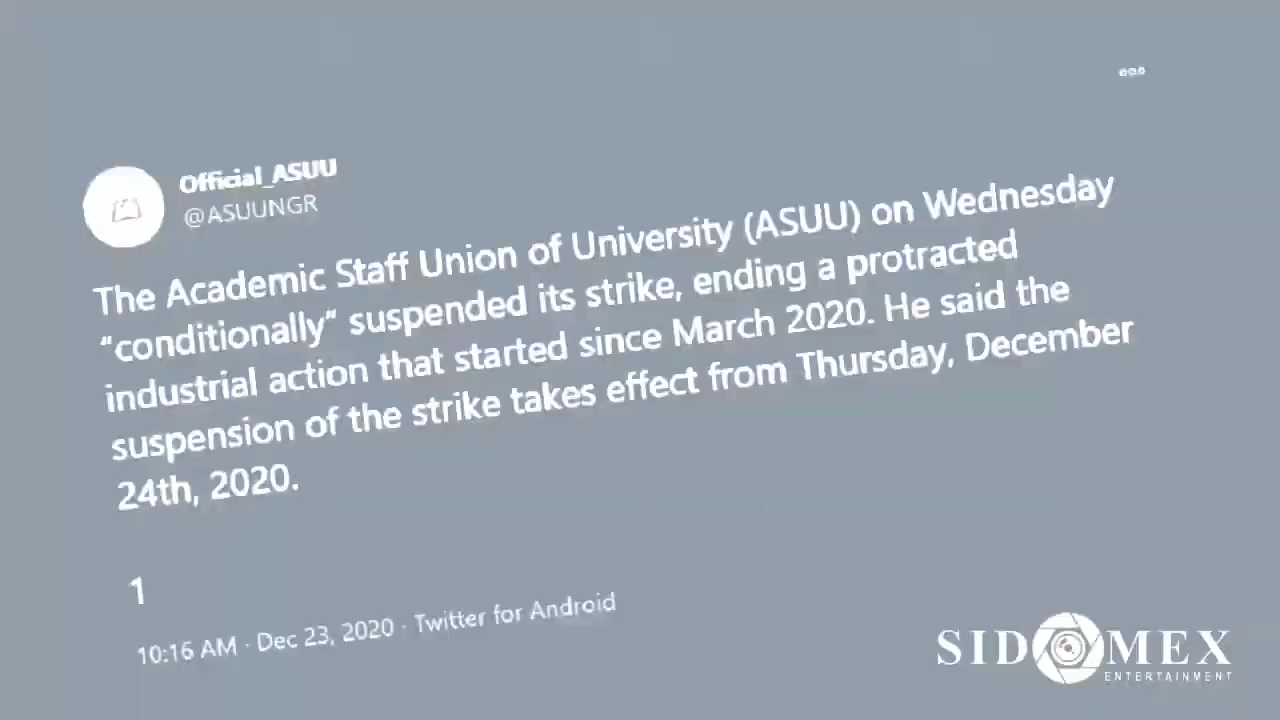 Official_ASUU
@ASUUNGR
The Academic Staff Union of University (ASUU) on Wednesday
“conditionally” suspended its strike, ending a protracted
industrial action that started since March 2020. He said the
suspension of the strike takes effect from Thursday, December
24th, 2020.
1
10:16 AM · Dec 23, 2020 · Twitter for Android
SIDOMEX
ENTERTAINMENT